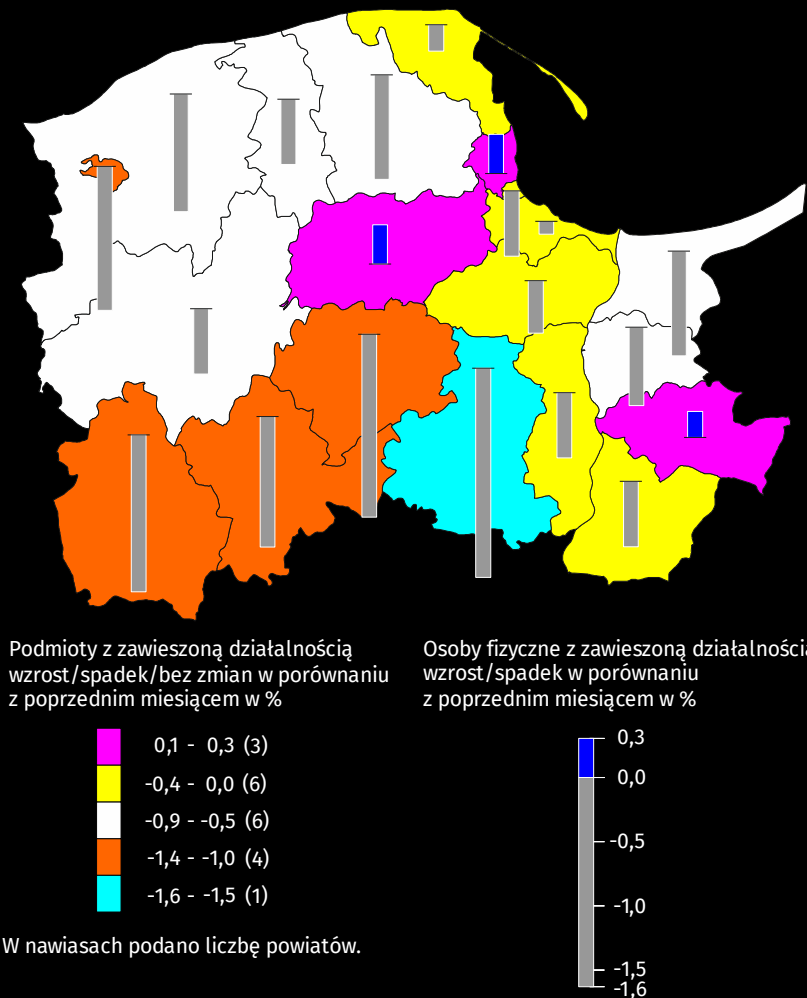 Podmioty z zawieszoną działalnością
wzrost/spadek/bez zmian w porównaniu
z poprzednim miesiącem w %
0,1 - 0,3 (3)
-0,4 - 0,0 (6)
-0,9 - -0,5 (6)
-1,4 - -1,0 (4)
-1,6 - -1,5 (1)
W nawiasach podano liczbę powiatów.
Osoby fizyczne z zawieszoną działalnością
wzrost/spadek w porównaniu
z poprzednim miesiącem w %
0,3
0,0
-0,5
-1,0
-1,5
-1,6